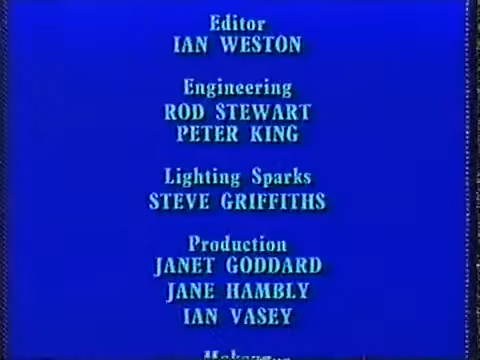 Editor
IAN WESTON
Engineering
ROD STEWART
PETER KING
Lighting Sparks
STEVE GRIFFITHS
Production
JANET GODDARD
JANE HAMBLY
IAN VASEY